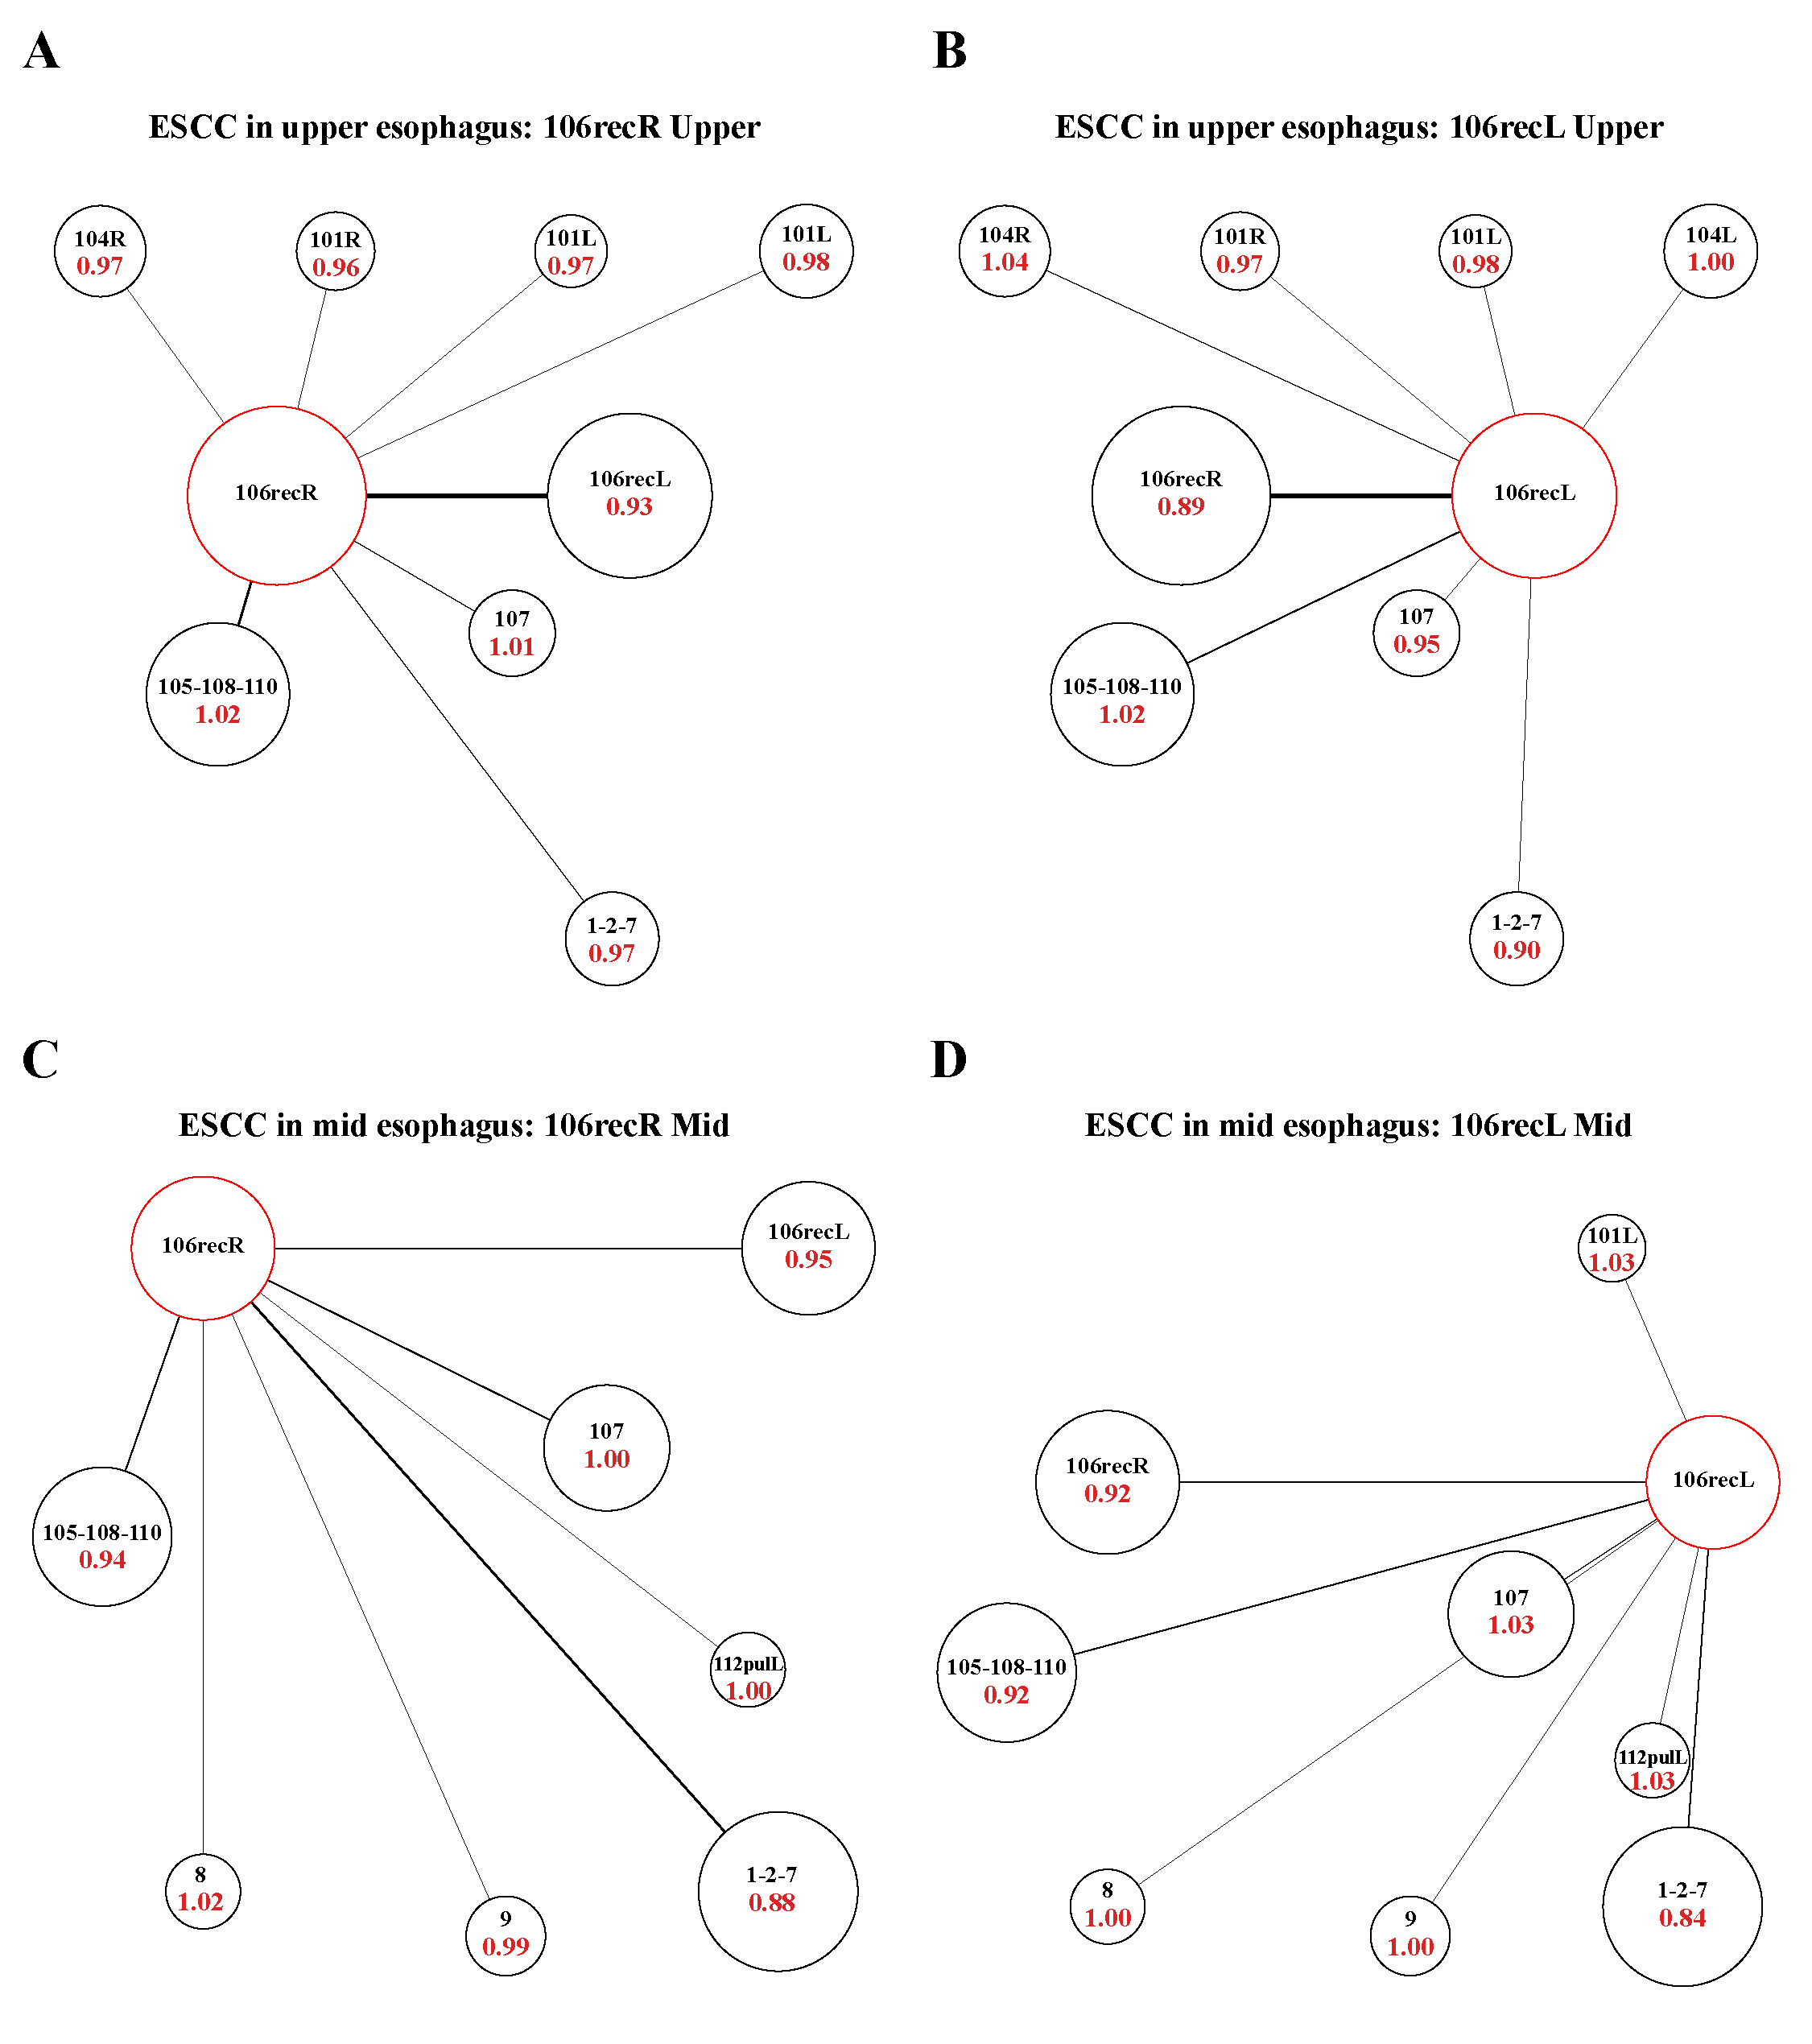 A
ESCC in upper esophagus: 106recR Upper
104R
0.97
101R
0.96
101L
0.97
101L
0.98
106recR
106recL
0.93
107
1.01
105-108-110
1.02
1-2-7
0.97
B
ESCC in upper esophagus: 106recL Upper
104R
1.04
101R
0.97
101L
0.98
104L
1.00
106recR
0.89
106recL
107
0.95
105-108-110
1.02
1-2-7
0.90
C
ESCC in mid esophagus: 106recR Mid
106recR
106recL
0.95
107
1.00
105-108-110
0.94
112pulL
1.00
8
1.02
9
0.99
1-2-7
0.88
D
ESCC in mid esophagus: 106recL Mid
101L
1.03
106recR
0.92
106recL
107
1.03
105-108-110
0.92
112pulL
1.03
8
1.00
9
1.00
1-2-7
0.84